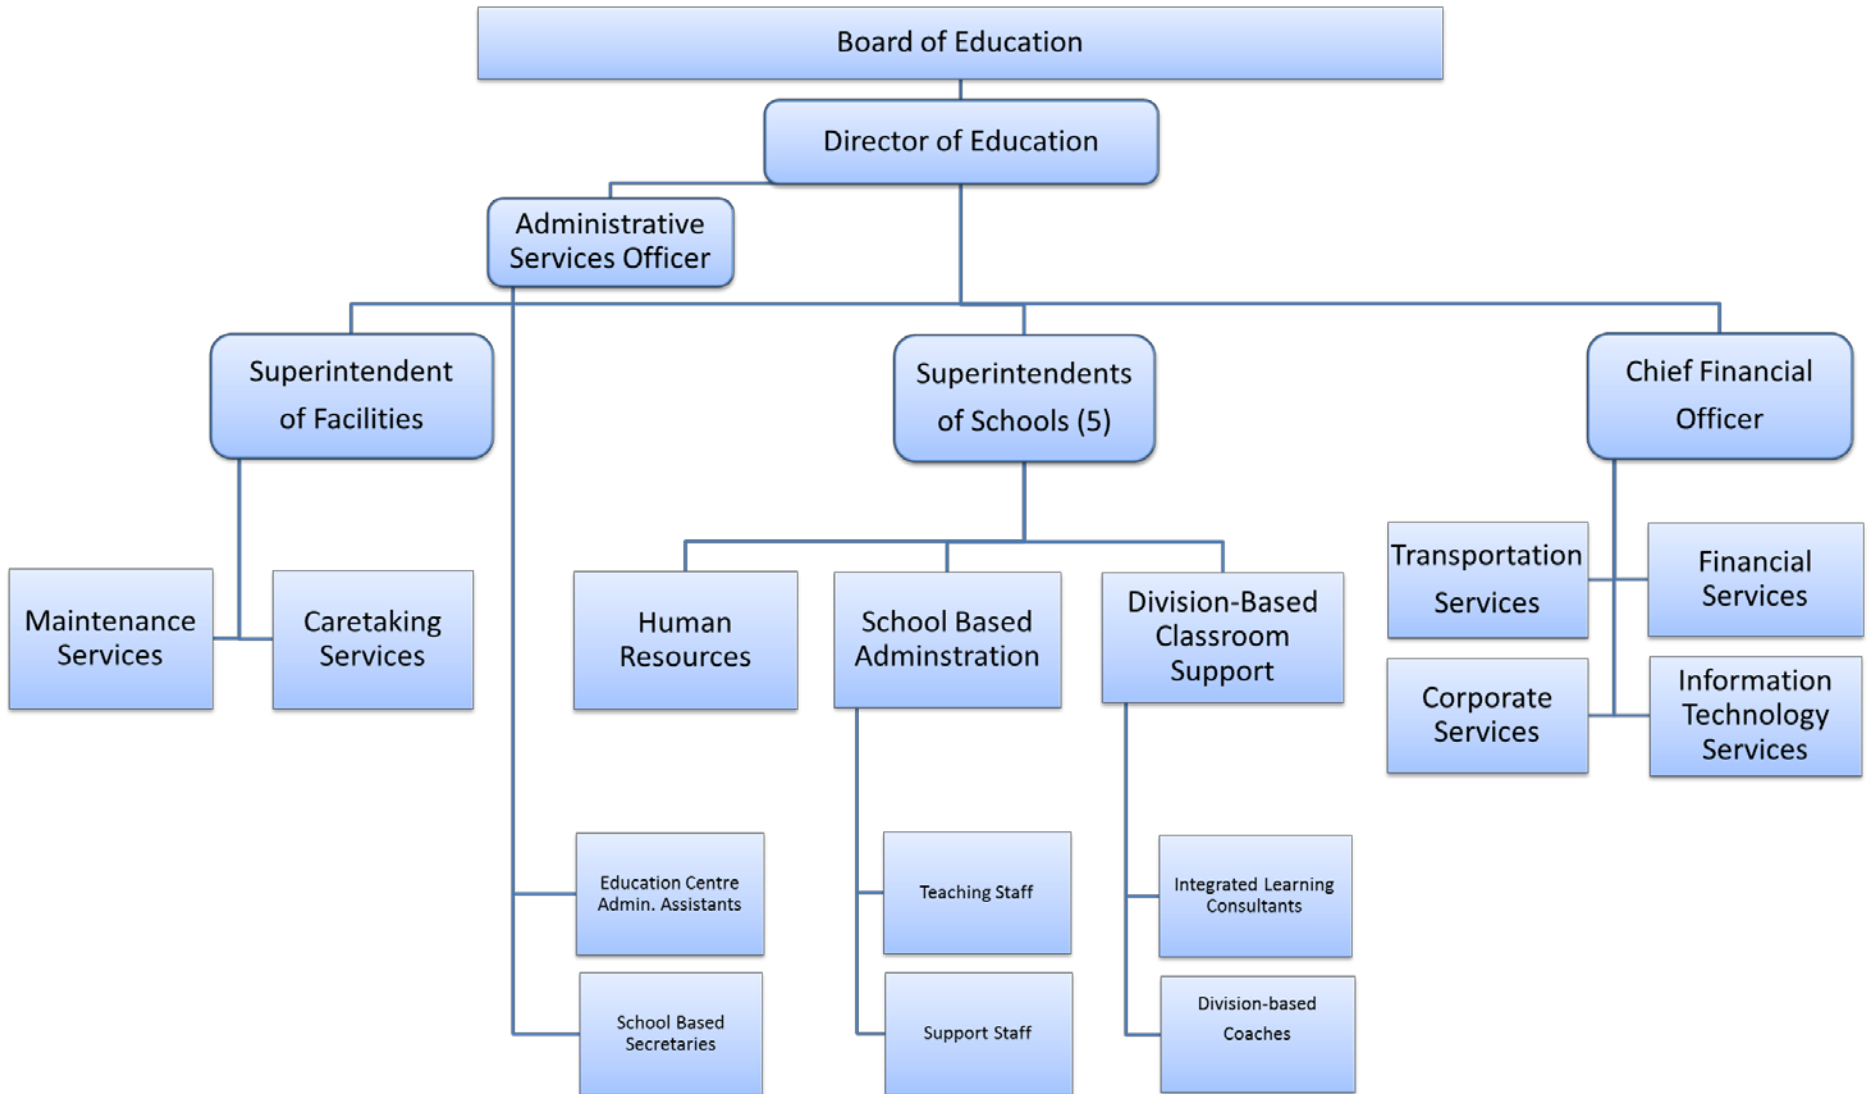 Board of Education
Director of Education
Administrative
Services Officer
Superintendent
of Facilities
Superintendents
of Schools (5)
Chief Financial
Officer
Maintenance
Services
Caretaking
Services
Human
Resources
School Based
Adminstration
Division-Based
Classroom
Support
Transportation
Services
Financial
Services
Corporate
Services
Information
Technology
Services
Education Centre
Admin. Assistants
Teaching Staff
Integrated Learning
Consultants
School Based
Secretaries
Support Staff
Division-based
Coaches